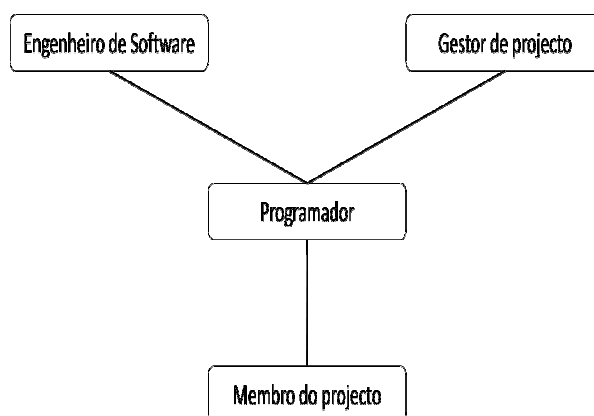 Engenheiro de Software
Gestor de projecto
Programador
Membro do projecto